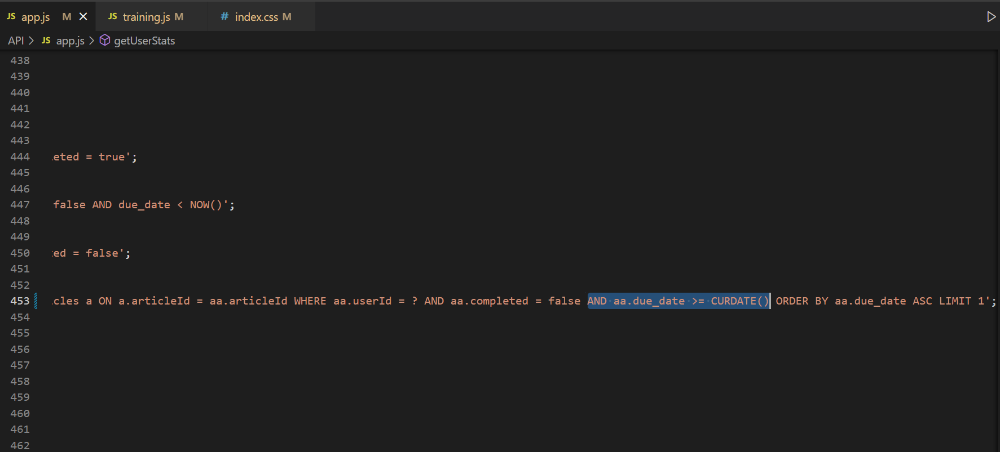 JS app.js M
JS training.js M
# index.css M
API > JS app.js > getUserStats
438
439
440
441
442
443
444 eted = true';
445
446
447 false AND due_date < NOW()';
448
449
450 ed = false';
451
452
453 cles a ON a.articleId = aa.articleId WHERE aa.userId = ? AND aa.completed = false AND aa.due_date >= CURDATE() ORDER BY aa.due_date ASC LIMIT 1';
454
455
456
457
458
459
460
461
462